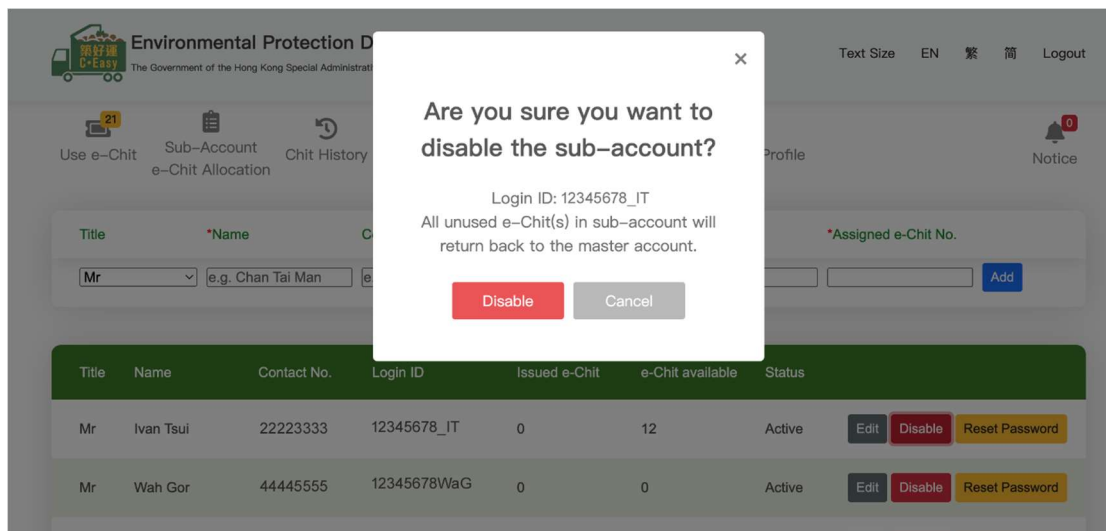 築好運
C•Easy
Environmental Protection D
The Government of the Hong Kong Special Administrati
Text Size EN 繁 简 Logout
×
Are you sure you want to
disable the sub-account?
Login ID: 12345678_IT
All unused e-Chit(s) in sub-account will
return back to the master account.
Disable Cancel
21
Use e-Chit
Sub-Account
e-Chit Allocation
Chit History
Profile
0
Notice
Title *Name C *Assigned e-Chit No.
Mr e.g. Chan Tai Man e Add
Title Name Contact No. Login ID Issued e-Chit e-Chit available Status
Mr Ivan Tsui 22223333 12345678_IT 0 12 Active Edit Disable Reset Password
Mr Wah Gor 44445555 12345678WaG 0 0 Active Edit Disable Reset Password